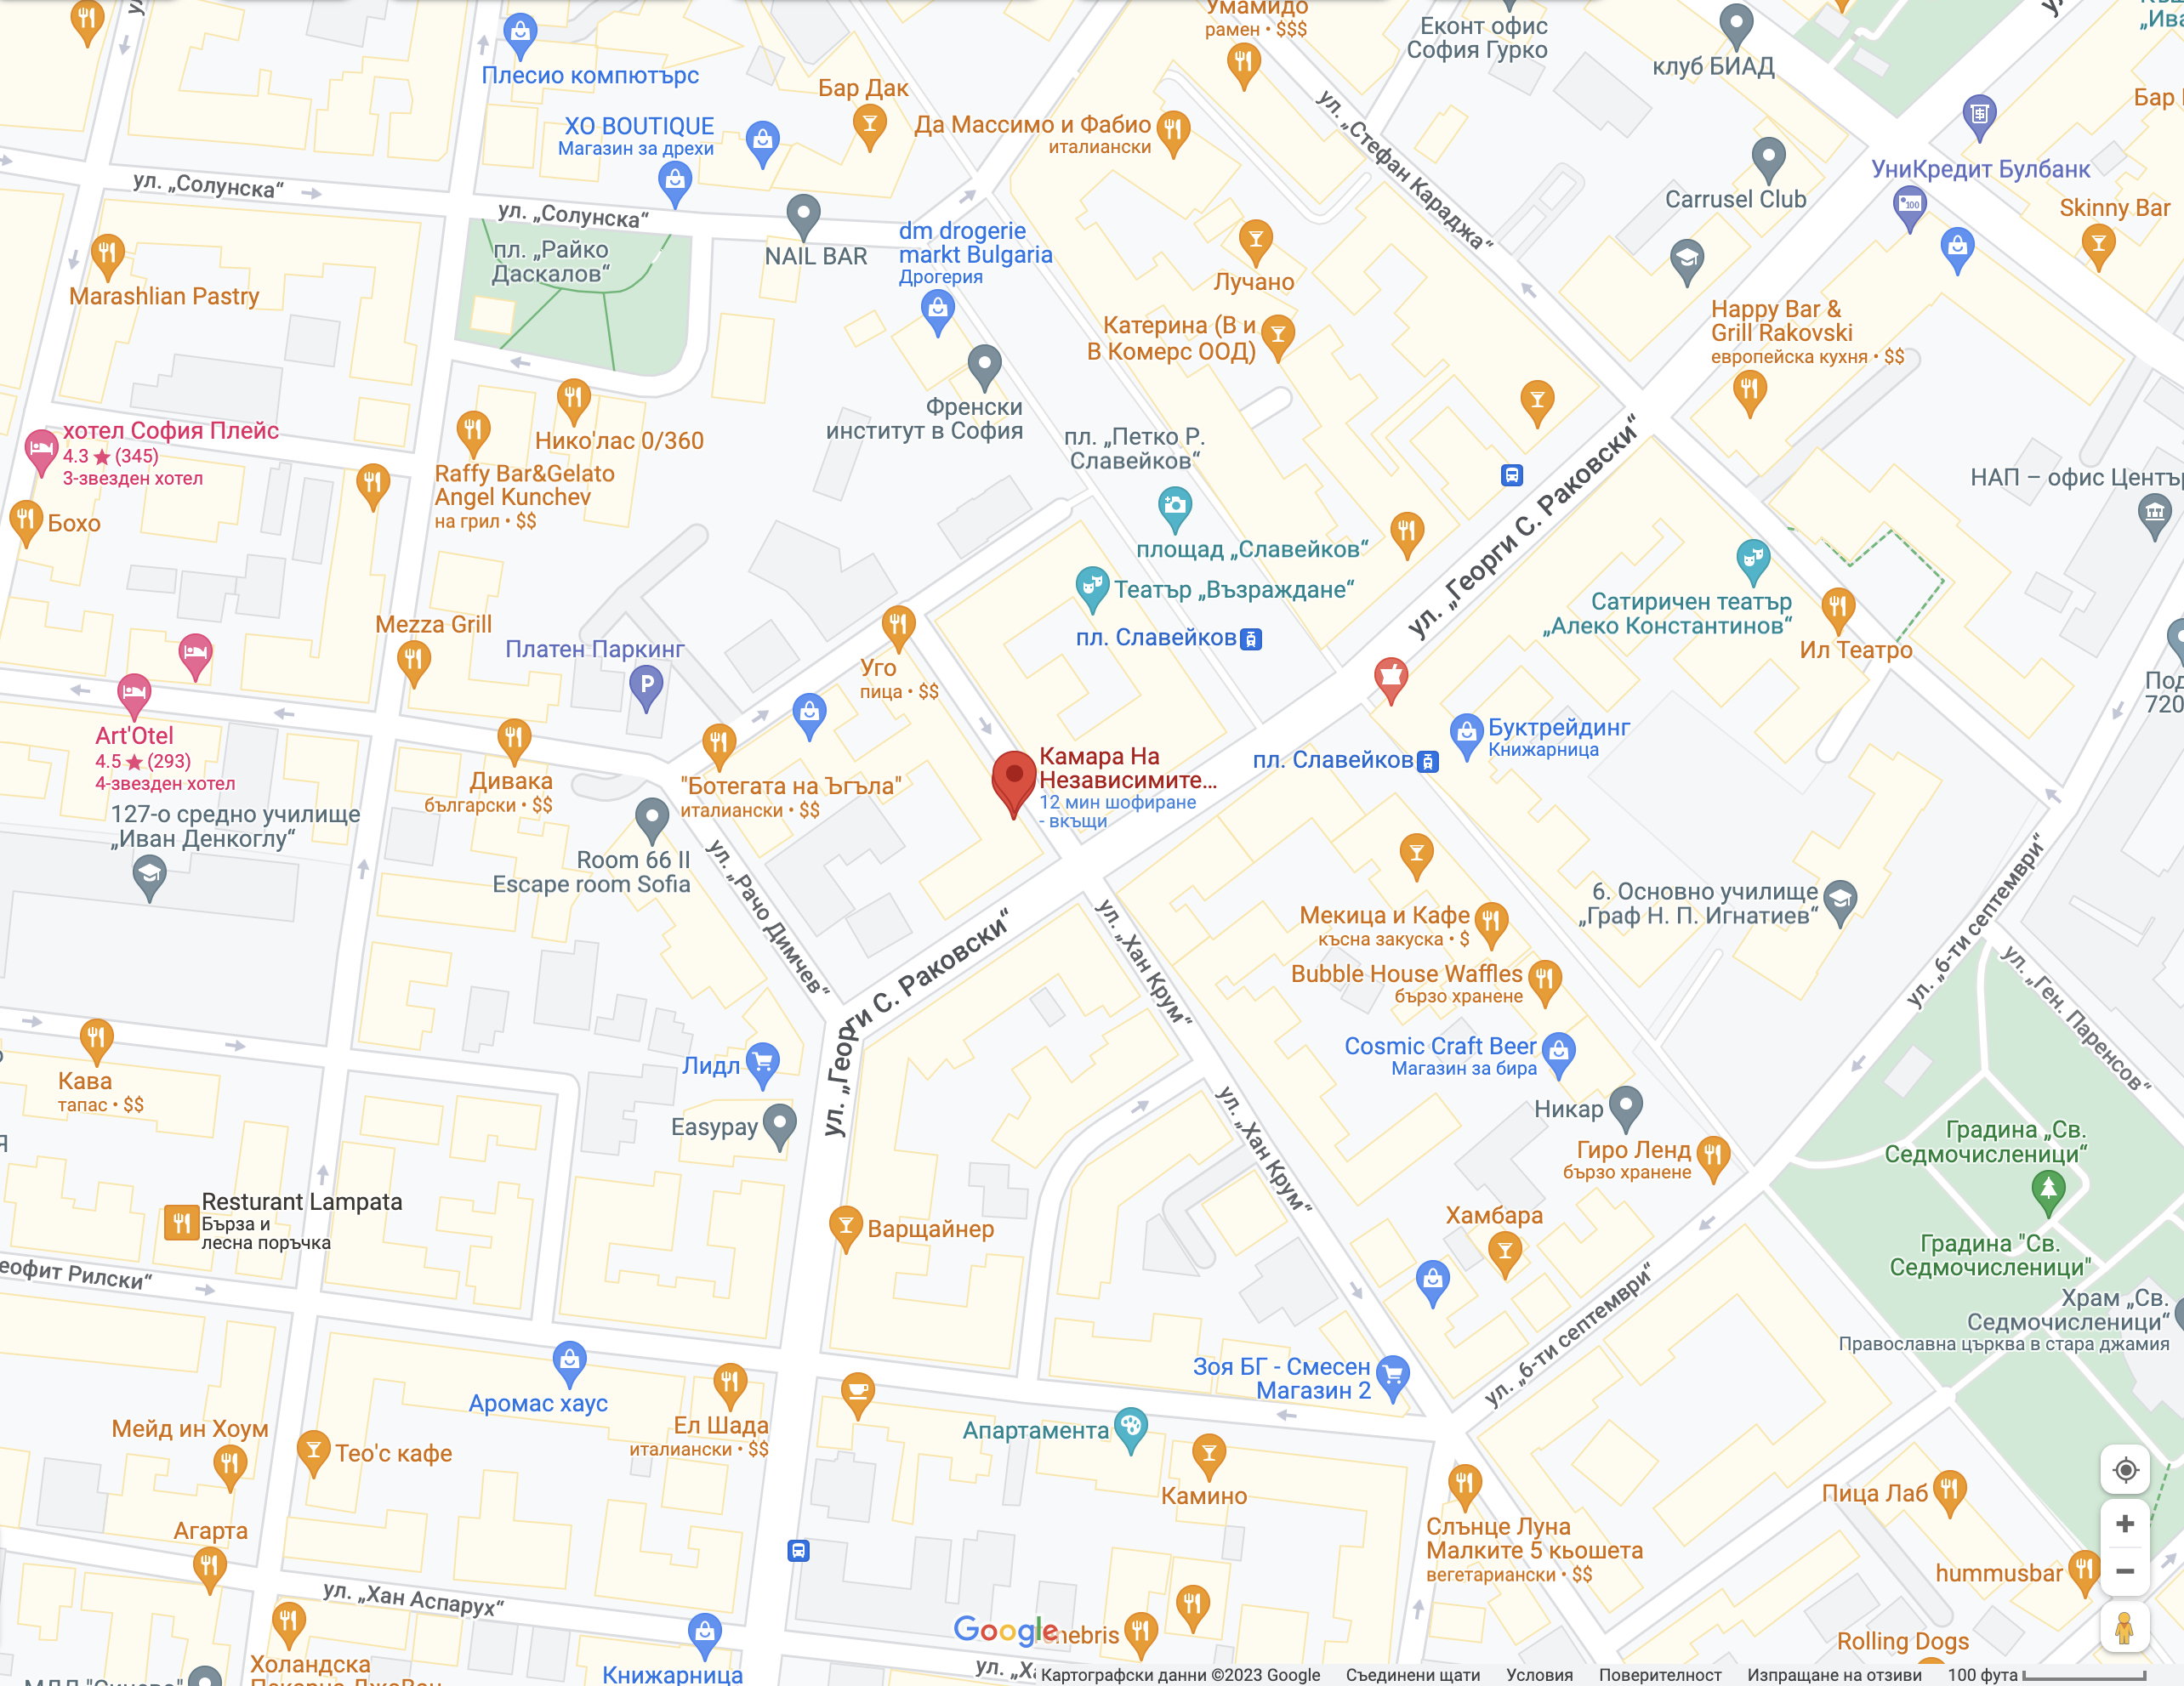 Умамидо
рамен • $$$
Еконт офис
София Гурко
клуб БИАД
Плесио компютърс
Бар Дак
XO BOUTIQUE
Магазин за дрехи
Да Массимо и Фабио
италиански
ул. „Стефан Караджа“
УниКредит Булбанк
Carrusel Club
Skinny Bar
ул. „Солунска“
ул. „Солунска“
пл. „Райко
Даскалов“
NAIL BAR
dm drogerie
markt Bulgaria
Дрогерия
Лучано
Marashlian Pastry
Катерина (В и
В Комерс ООД)
Happy Bar &
Grill Rakovski
европейска кухня • $$
Френски
институт в София
хотел София Плейс
4.3 ★ (345)
3-звезден хотел
Нико'лас 0/360
Raffy Bar&Gelato
Angel Kunchev
на грил • $$
пл. „Петко Р.
Славейков“
Бохо
НАП – офис Център
площад „Славейков“
ул. „Георги С. Раковски“
Театър „Възраждане“
Сатиричен театър
„Алеко Константинов“
Ил Театро
пл. Славейков
Mezza Grill
Платен Паркинг
P
Уго
пица • $$
720
Art'Otel
4.5 ★ (293)
4-звезден хотел
Дивака
български • $$
"Ботегата на Ъгъла"
италиански • $$
Камара На
Независимите...
12 мин шофиране
- вкъщи
пл. Славейков
Буктрейдинг
Книжарница
127-о средно училище
„Иван Денкоглу“
Room 66 II
Escape room Sofia
ул. „Рачо Димчев“
ул. „Георги С. Раковски“
ул. „Хан Крум“
Мекица и Кафе
късна закуска • $
6. Основно училище
„Граф Н. П. Игнатиев“
ул. „6-ти септември“
ул. „Ген. Паренсов“
Bubble House Waffles
бързо хранене
Cosmic Craft Beer
Магазин за бира
Лидл
Кава
тапас • $$
Easypay
Никар
Гиро Ленд
бързо хранене
ул. „Хан Крум“
Градина „Св.
Седмочисленици“
Градина "Св.
Седмочисленици"
Resturant Lampata
Бърза и
лесна поръчка
Варщайнер
Хамбара
Храм „Св.
Седмочисленици“
Православна църква в стара джамия
еофит Рилски“
ул. „6-ти септември“
Зоя БГ - Смесен
Магазин 2
Аромас хаус
Ел Шада
италиански • $$
Апартамента
Мейд ин Хоум
Тео'с кафе
Камино
Пица Лаб
Агарта
Слънце Луна
Малките 5 кьошета
вегетариански • $$
hummusbar
ул. „Хан Аспарух“
Google
nebris
Rolling Dogs
Холандска
Книжарница
ул. „Ха
Картографски данни ©2023 Google Съединени щати Условия Поверителност Изпращане на отзиви 100 фута